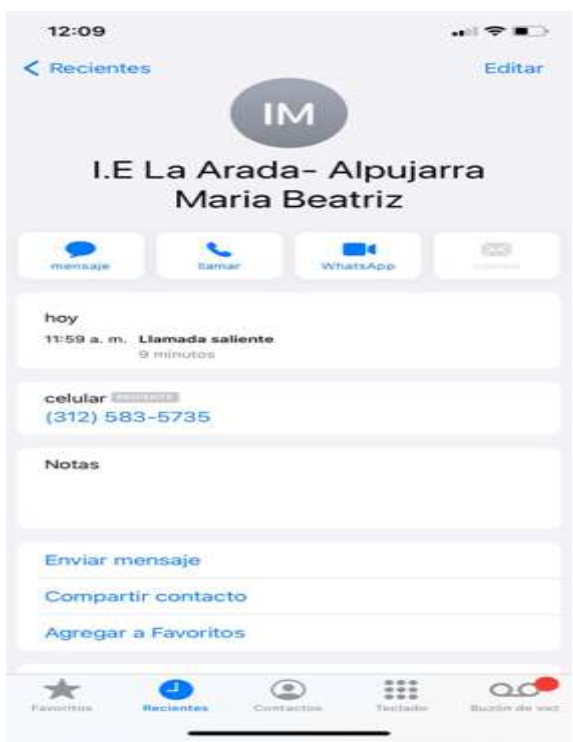 12:09
Recientes
Editar
IM
I.E La Arada- Alpujarra
Maria Beatriz
mensaje
llamar
WhatsApp
hoy
11:59 a. m. Llamada saliente
9 minutos
celular RECIENTE
(312) 583-5735
Notas
Enviar mensaje
Compartir contacto
Agregar a Favoritos
Favoritos
Recientes
Contactos
Teclado
Buzón de voz